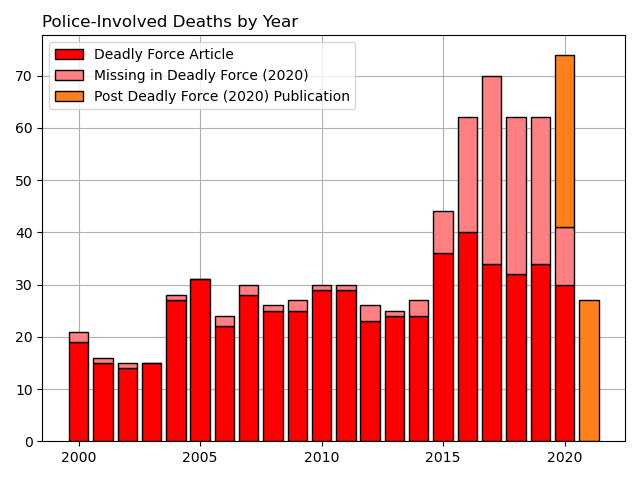 Police-Involved Deaths by Year
Deadly Force Article
Missing in Deadly Force (2020)
Post Deadly Force (2020) Publication
70
60
50
40
30
20
10
0
2000 2005 2010 2015 2020